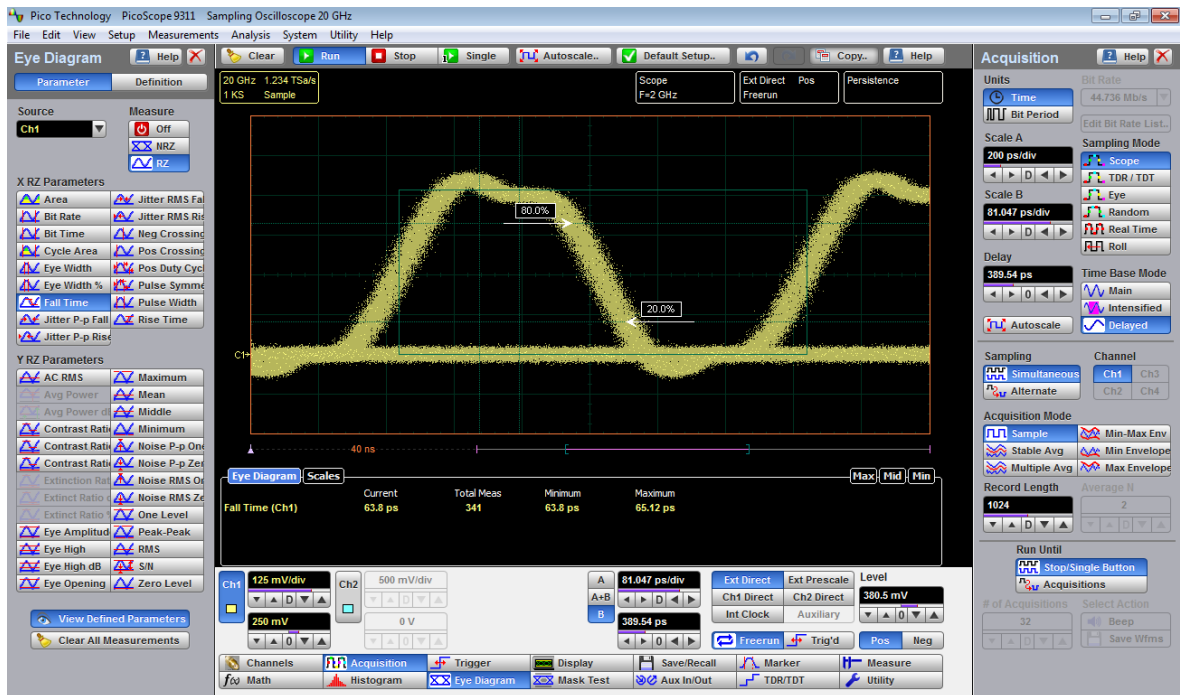 Pico Technology PicoScope 9311 Sampling Oscilloscope 20 GHz
File Edit View Setup Measurements Analysis System Utility Help
Eye Diagram Help
Parameter Definition
Source Measure
Ch1 Off
NRZ
RZ
X RZ Parameters
Area Jitter RMS Fal
Bit Rate Jitter RMS Ris
Bit Time Neg Crossing
Cycle Area Pos Crossing
Eye Width Pos Duty Cycl
Eye Width % Pulse Symme
Fall Time Pulse Width
Jitter P-p Fall Rise Time
Jitter P-p Rise
Y RZ Parameters
AC RMS Maximum
Avg Power Mean
Avg Power dB Middle
Contrast Ratio Minimum
Contrast Ratio Noise P-p One
Contrast Ratio Noise P-p Zer
Extinction Rat Noise RMS On
Extinct Ratio d Noise RMS Ze
Extinct Ratio % One Level
Eye Amplitud Peak-Peak
Eye High RMS
Eye High dB S/N
Eye Opening Zero Level
View Defined Parameters
Clear All Measurements
Clear Run Stop Single Autoscale.. Default Setup.. Copy.. Help
20 GHz 1.234 TSa/s
1 KS Sample
Scope
F=2 GHz
Ext Direct Pos
Freerun
Persistence
80.0%
20.0%
C1
40 ns
Eye Diagram Scales Max Mid Min
Current Total Meas Minimum Maximum
Fall Time (Ch1) 63.8 ps 341 63.8 ps 65.12 ps
Ch1 125 mV/div Ch2 500 mV/div A 81.047 ps/div Ext Direct Ext Prescale Level
D D A+B D Ch1 Direct Ch2 Direct 380.5 mV
250 mV 0 V B 389.54 ps Int Clock Auxiliary 0
0 0 0 Freerun Trig'd Pos Neg
Channels Acquisition Trigger Display Save/Recall Marker Measure
f(x) Math Histogram Eye Diagram Mask Test Aux In/Out TDR/TDT Utility
Acquisition Help
Units Bit Rate
Time 44.736 Mb/s
Bit Period Edit Bit Rate List..
Scale A Sampling Mode
200 ps/div Scope
D TDR / TDT
Scale B Eye
81.047 ps/div Random
D Real Time
Roll
Delay
389.54 ps Time Base Mode
0 Main
Intensified
Autoscale Delayed
Sampling Channel
Simultaneous Ch1 Ch3
Alternate Ch2 Ch4
Acquisition Mode
Sample Min-Max Env
Stable Avg Min Envelope
Multiple Avg Max Envelope
Record Length Average N
1024 2
D D
Run Until
Stop/Single Button
Acquisitions
# of Acquisitions Select Action
32 Beep
D Save Wfms